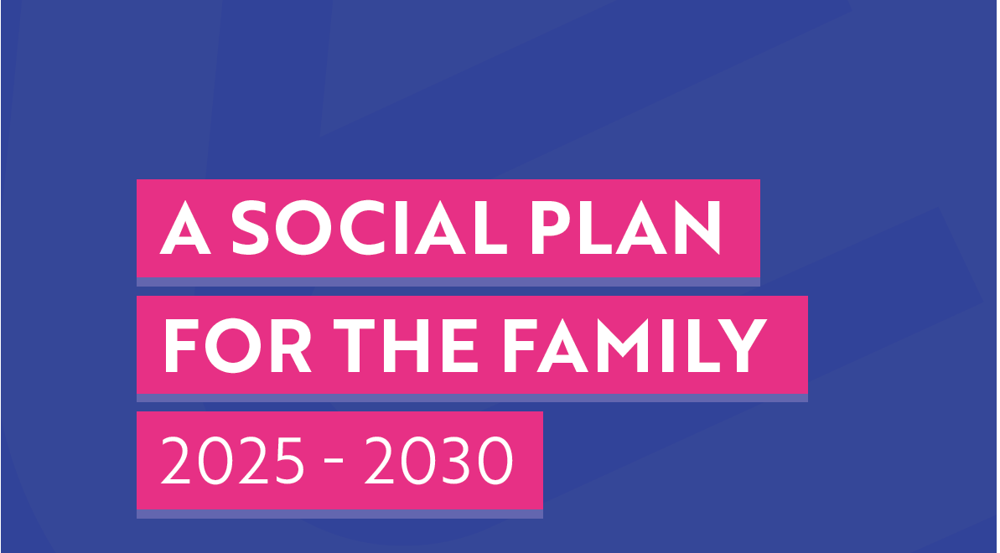 A SOCIAL PLAN
FOR THE FAMILY
2025 - 2030